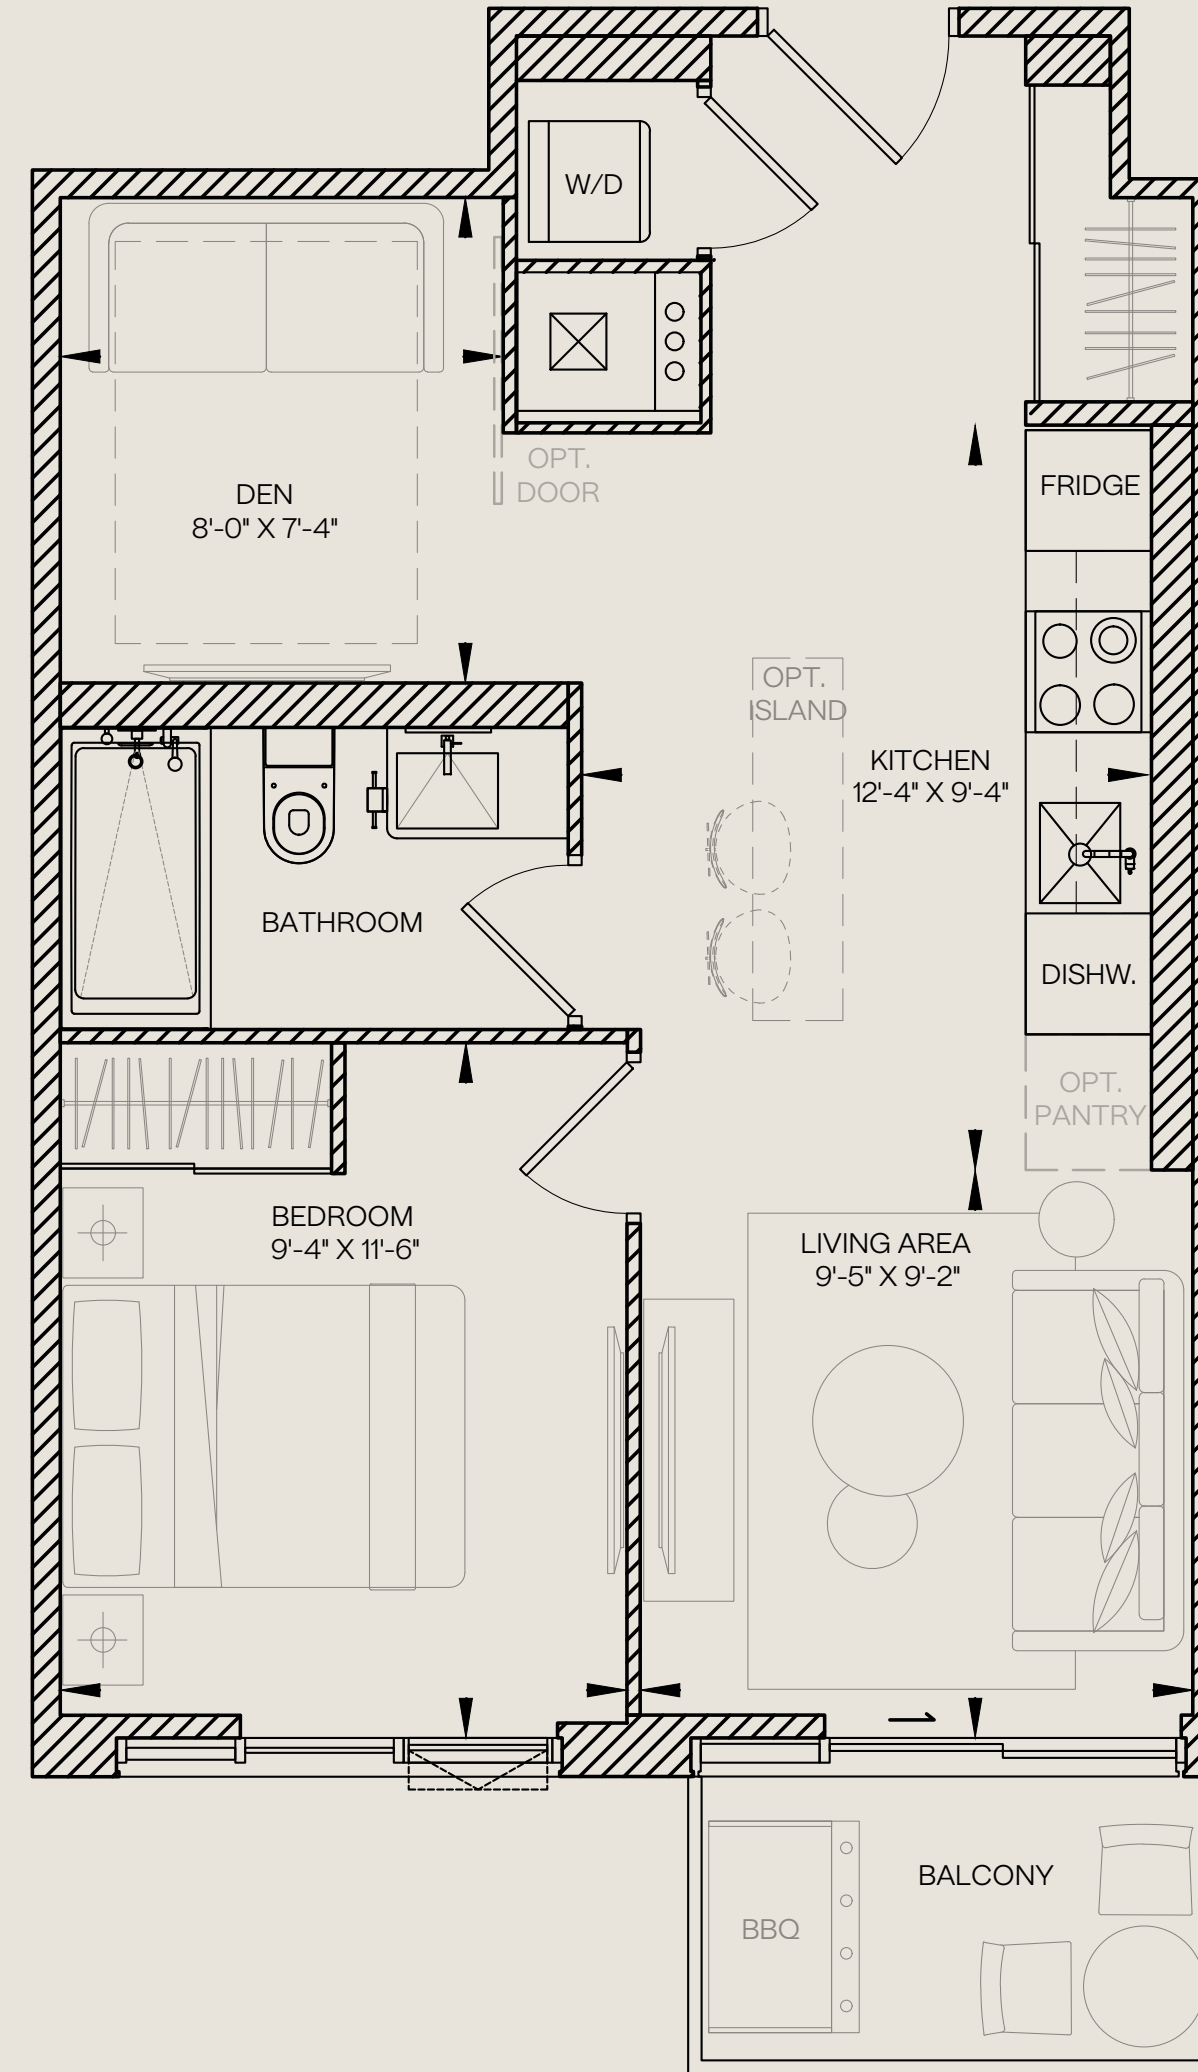 W/D
OPT.
DOOR
FRIDGE
DEN
8'-0" X 7'-4"
OPT.
ISLAND
KITCHEN
12'-4" X 9'-4"
BATHROOM
DISHW.
OPT.
PANTRY
BEDROOM
9'-4" X 11'-6"
LIVING AREA
9'-5" X 9'-2"
BALCONY
BBQ